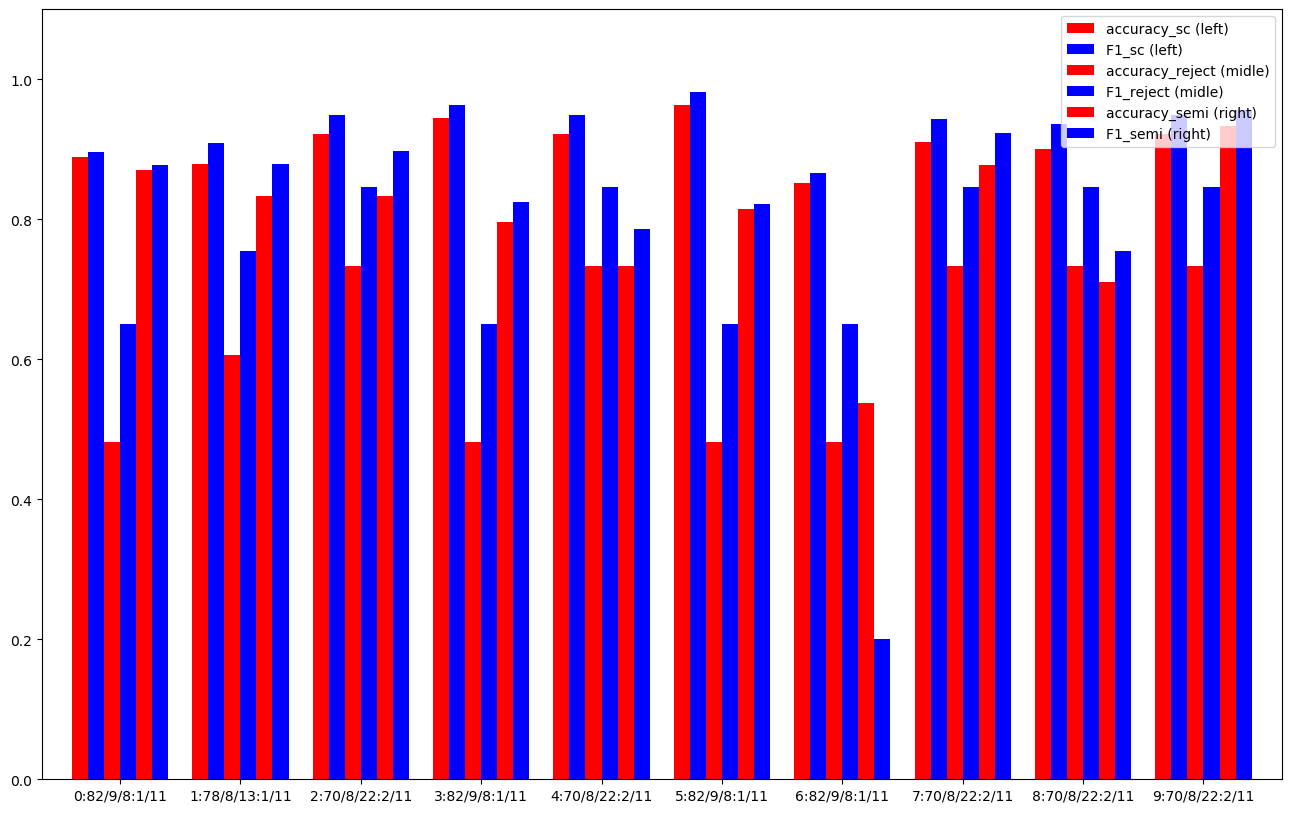 accuracy_sc (left)
F1_sc (left)
accuracy_reject (midle)
F1_reject (midle)
accuracy_semi (right)
F1_semi (right)
1.0
0.8
0.6
0.4
0.2
0.0
0:82/9/8:1/11 1:78/8/13:1/11 2:70/8/22:2/11 3:82/9/8:1/11 4:70/8/22:2/11 5:82/9/8:1/11 6:82/9/8:1/11 7:70/8/22:2/11 8:70/8/22:2/11 9:70/8/22:2/11